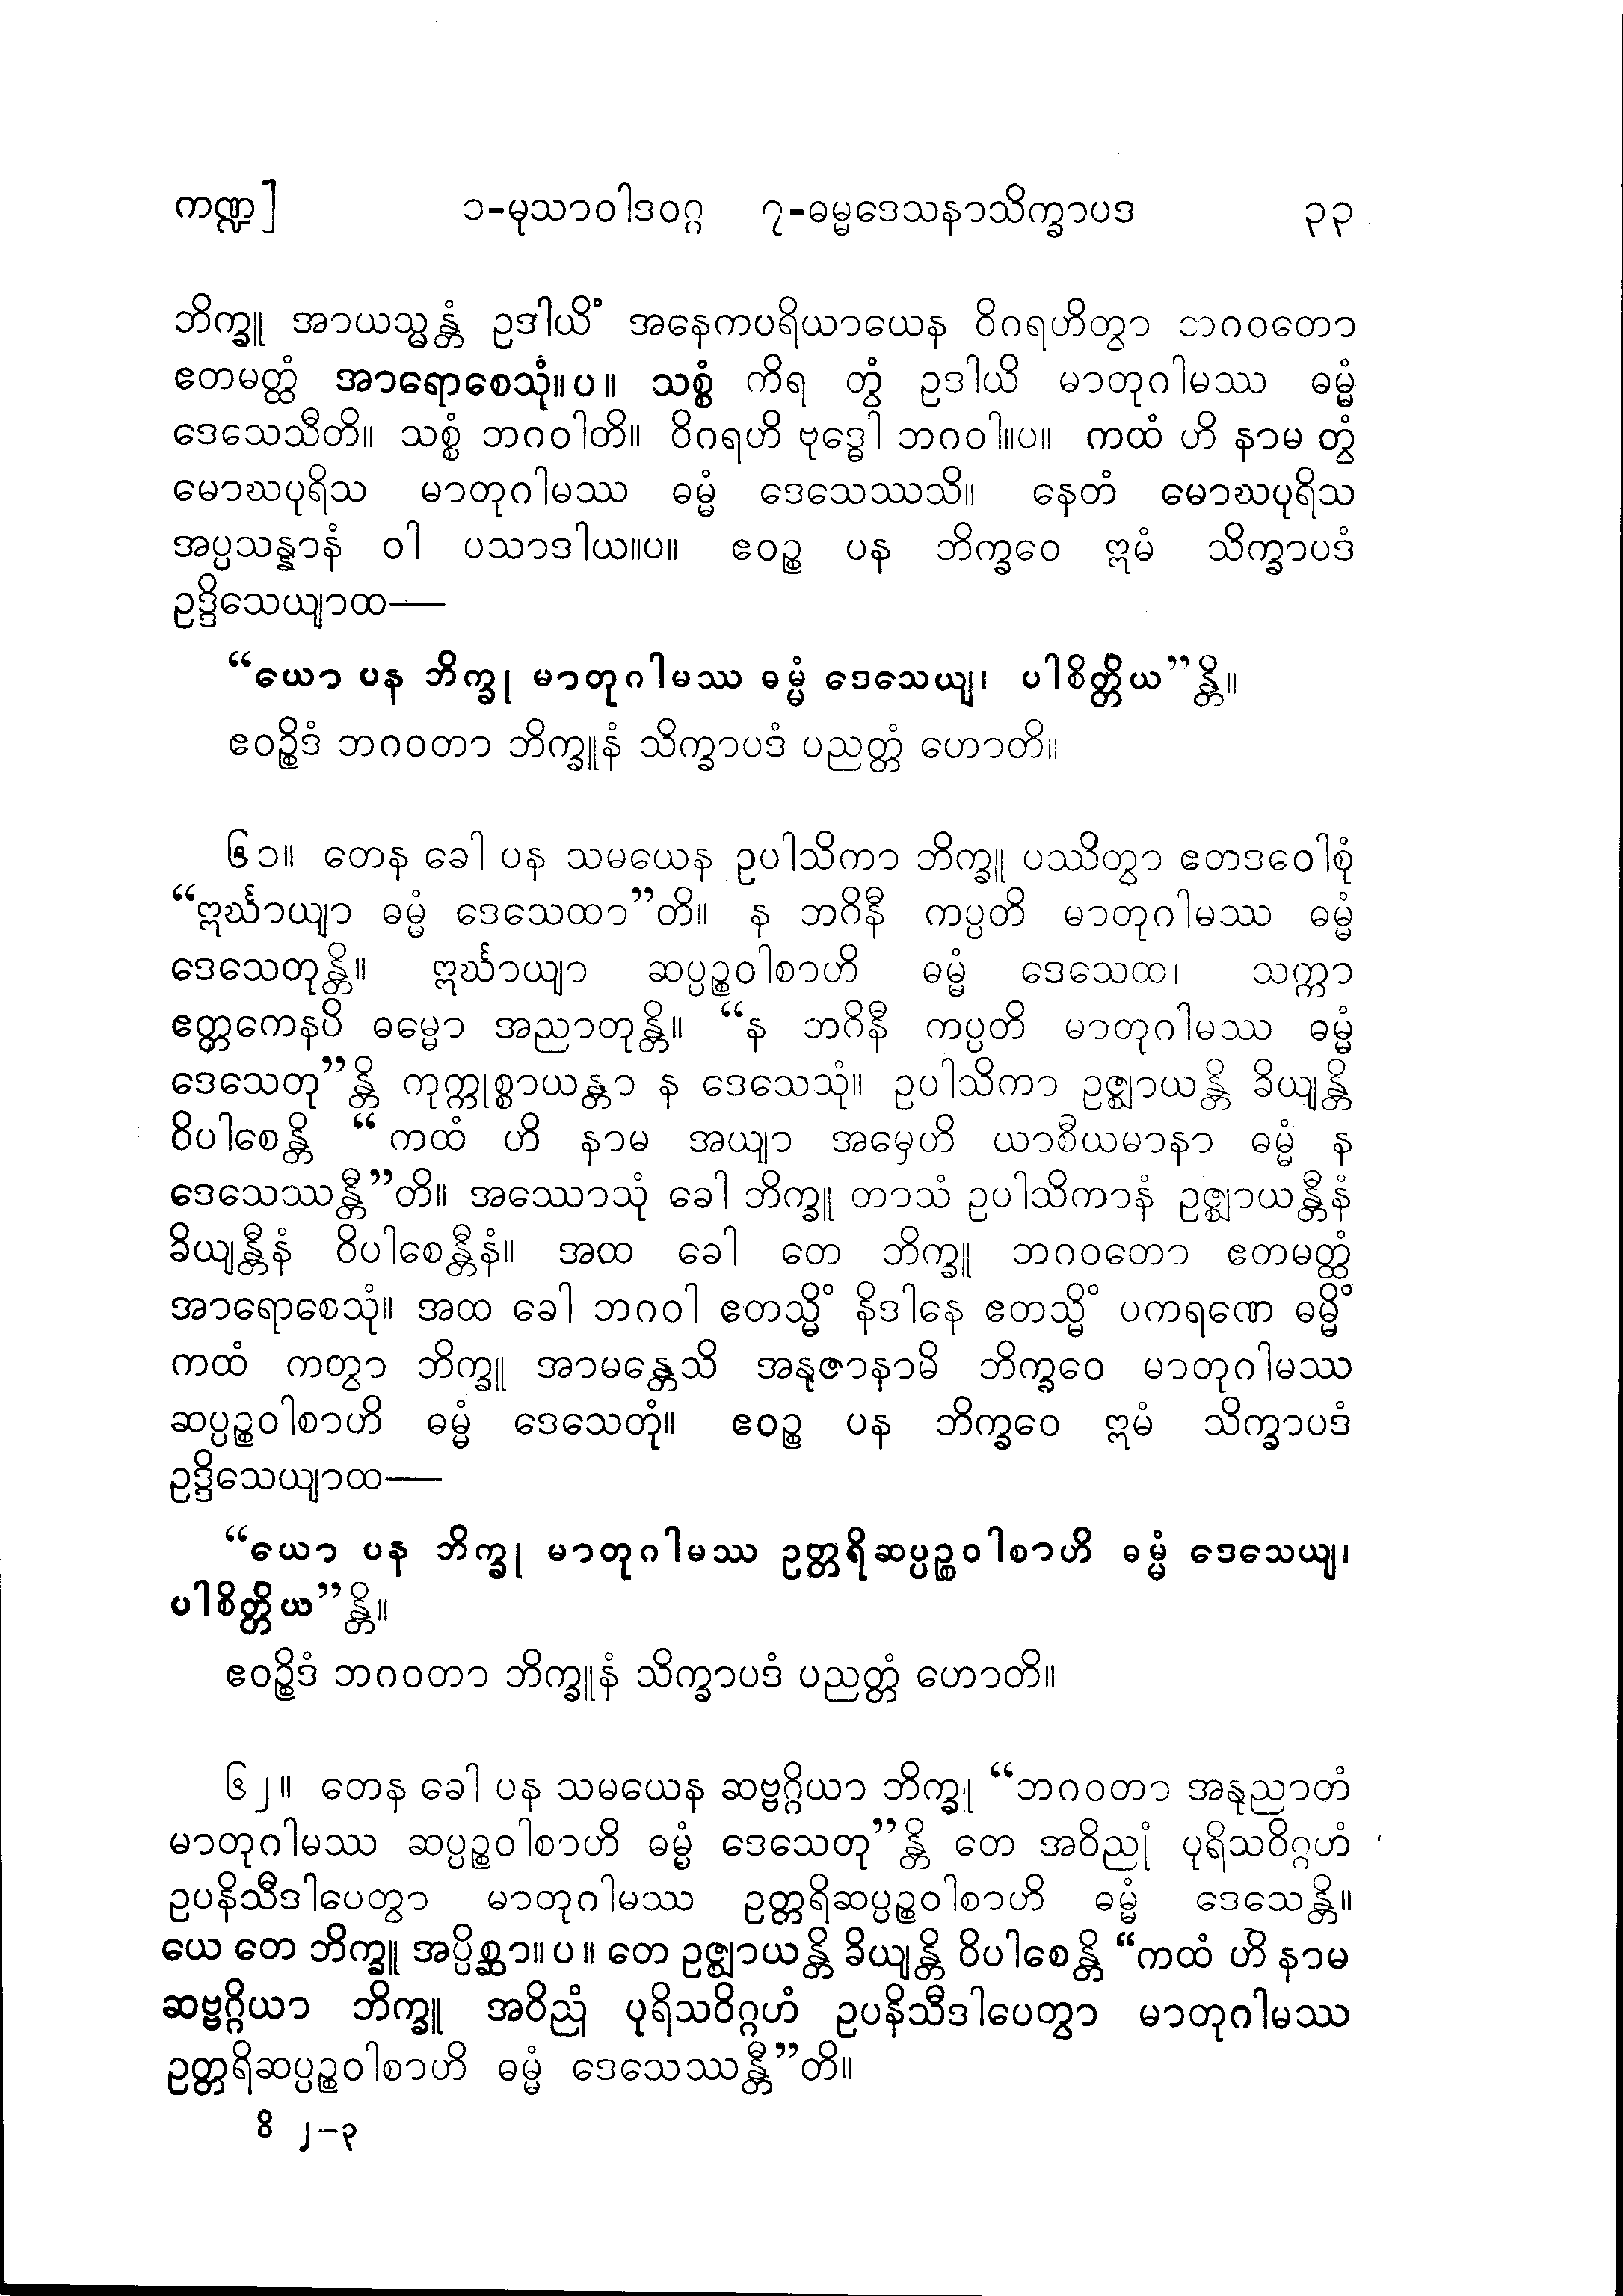 ကဏ္ဍ] ၁-မုသာဝါဒဝဂ္ဂ ၇-ဓမ္မဒေသနာသိက္ခာပဒ ၃၃
ဘိက္ခူ အာယသ္မန္တံ ဥဒါယိံ အနေကပရိယာယေန ဝိဂရဟိတွာ ဘဂဝတော
ဧတမတ္ထံ အာရောစေသုံ။ပ။ သစ္စံ ကိရ တွံ ဥဒါယိ မာတုဂါမဿ ဓမ္မံ
ဒေသေသီတိ။ သစ္စံ ဘဂဝါတိ။ ဝိဂရဟိ ဗုဒ္ဓေါ ဘဂဝါ။ပ။ ကထံ ဟိ နာမ တွံ
မောဃပုရိသ မာတုဂါမဿ ဓမ္မံ ဒေသေဿသိ။ နေတံ မောဃပုရိသ
အပ္ပသန္နာနံ ဝါ ပသာဒါယ။ပ။ ဧဝဉ္စ ပန ဘိက္ခဝေ ဣမံ သိက္ခာပဒံ
ဥဒ္ဒိသေယျာထ—
“ယော ပန ဘိက္ခု မာတုဂါမဿ ဓမ္မံ ဒေသေယျ၊ ပါစိတ္တိယ”န္တိ။
ဧဝဉ္စိဒံ ဘဂဝတာ ဘိက္ခူနံ သိက္ခာပဒံ ပညတ္တံ ဟောတိ။
၆၁။ တေန ခေါ ပန သမယေန ဥပါသိကာ ဘိက္ခူ ပဿိတွာ ဧတဒဝေါစုံ
“ဣင်္ဃာယျာ ဓမ္မံ ဒေသေထာ”တိ။ န ဘဂိနီ ကပ္ပတိ မာတုဂါမဿ ဓမ္မံ
ဒေသေတုန္တိ။ ဣင်္ဃာယျာ ဆပ္ပဉ္စဝါစာဟိ ဓမ္မံ ဒေသေထ၊ သက္ကာ
ဧတ္တကေနပိ ဓမ္မော အညာတုန္တိ။ “န ဘဂိနီ ကပ္ပတိ မာတုဂါမဿ ဓမ္မံ
ဒေသေတု”န္တိ ကုက္ကုစ္စာယန္တာ န ဒေသေသုံ။ ဥပါသိကာ ဥဇ္ဈာယန္တိ ခိယျန္တိ
ဝိပါစေန္တိ “ကထံ ဟိ နာမ အယျာ အမှေဟိ ယာစိယမာနာ ဓမ္မံ န
ဒေသေဿန္တီ”တိ။ အဿောသုံ ခေါ ဘိက္ခူ တာသံ ဥပါသိကာနံ ဥဇ္ဈာယန္တီနံ
ခိယျန္တီနံ ဝိပါစေန္တီနံ။ အထ ခေါ တေ ဘိက္ခူ ဘဂဝတော ဧတမတ္ထံ
အာရောစေသုံ။ အထ ခေါ ဘဂဝါ ဧတသ္မိံ နိဒါနေ ဧတသ္မိံ ပကရဏေ ဓမ္မိံ
ကထံ ကတွာ ဘိက္ခူ အာမန္တေသိ အနုဇာနာမိ ဘိက္ခဝေ မာတုဂါမဿ
ဆပ္ပဉ္စဝါစာဟိ ဓမ္မံ ဒေသေတုံ။ ဧဝဉ္စ ပန ဘိက္ခဝေ ဣမံ သိက္ခာပဒံ
ဥဒ္ဒိသေယျာထ—
“ယော ပန ဘိက္ခု မာတုဂါမဿ ဥတ္တရိဆပ္ပဉ္စဝါစာဟိ ဓမ္မံ ဒေသေယျ၊
ပါစိတ္တိယ”န္တိ။
ဧဝဉ္စိဒံ ဘဂဝတာ ဘိက္ခူနံ သိက္ခာပဒံ ပညတ္တံ ဟောတိ။
၆၂။ တေန ခေါ ပန သမယေန ဆဗ္ဗဂ္ဂိယာ ဘိက္ခူ “ဘဂဝတာ အနုညာတံ
မာတုဂါမဿ ဆပ္ပဉ္စဝါစာဟိ ဓမ္မံ ဒေသေတု”န္တိ တေ အဝိညုံ ပုရိသဝိဂ္ဂဟံ
ဥပနိသီဒါပေတွာ မာတုဂါမဿ ဥတ္တရိဆပ္ပဉ္စဝါစာဟိ ဓမ္မံ ဒေသေန္တိ။
ယေ တေ ဘိက္ခူ အပ္ပိစ္ဆာ။ပ။ တေ ဥဇ္ဈာယန္တိ ခိယျန္တိ ဝိပါစေန္တိ “ကထံ ဟိ နာမ
ဆဗ္ဗဂ္ဂိယာ ဘိက္ခူ အဝိညုံ ပုရိသဝိဂ္ဂဟံ ဥပနိသီဒါပေတွာ မာတုဂါမဿ
ဥတ္တရိဆပ္ပဉ္စဝါစာဟိ ဓမ္မံ ဒေသေဿန္တီ”တိ။
ဝိ ၂-၃